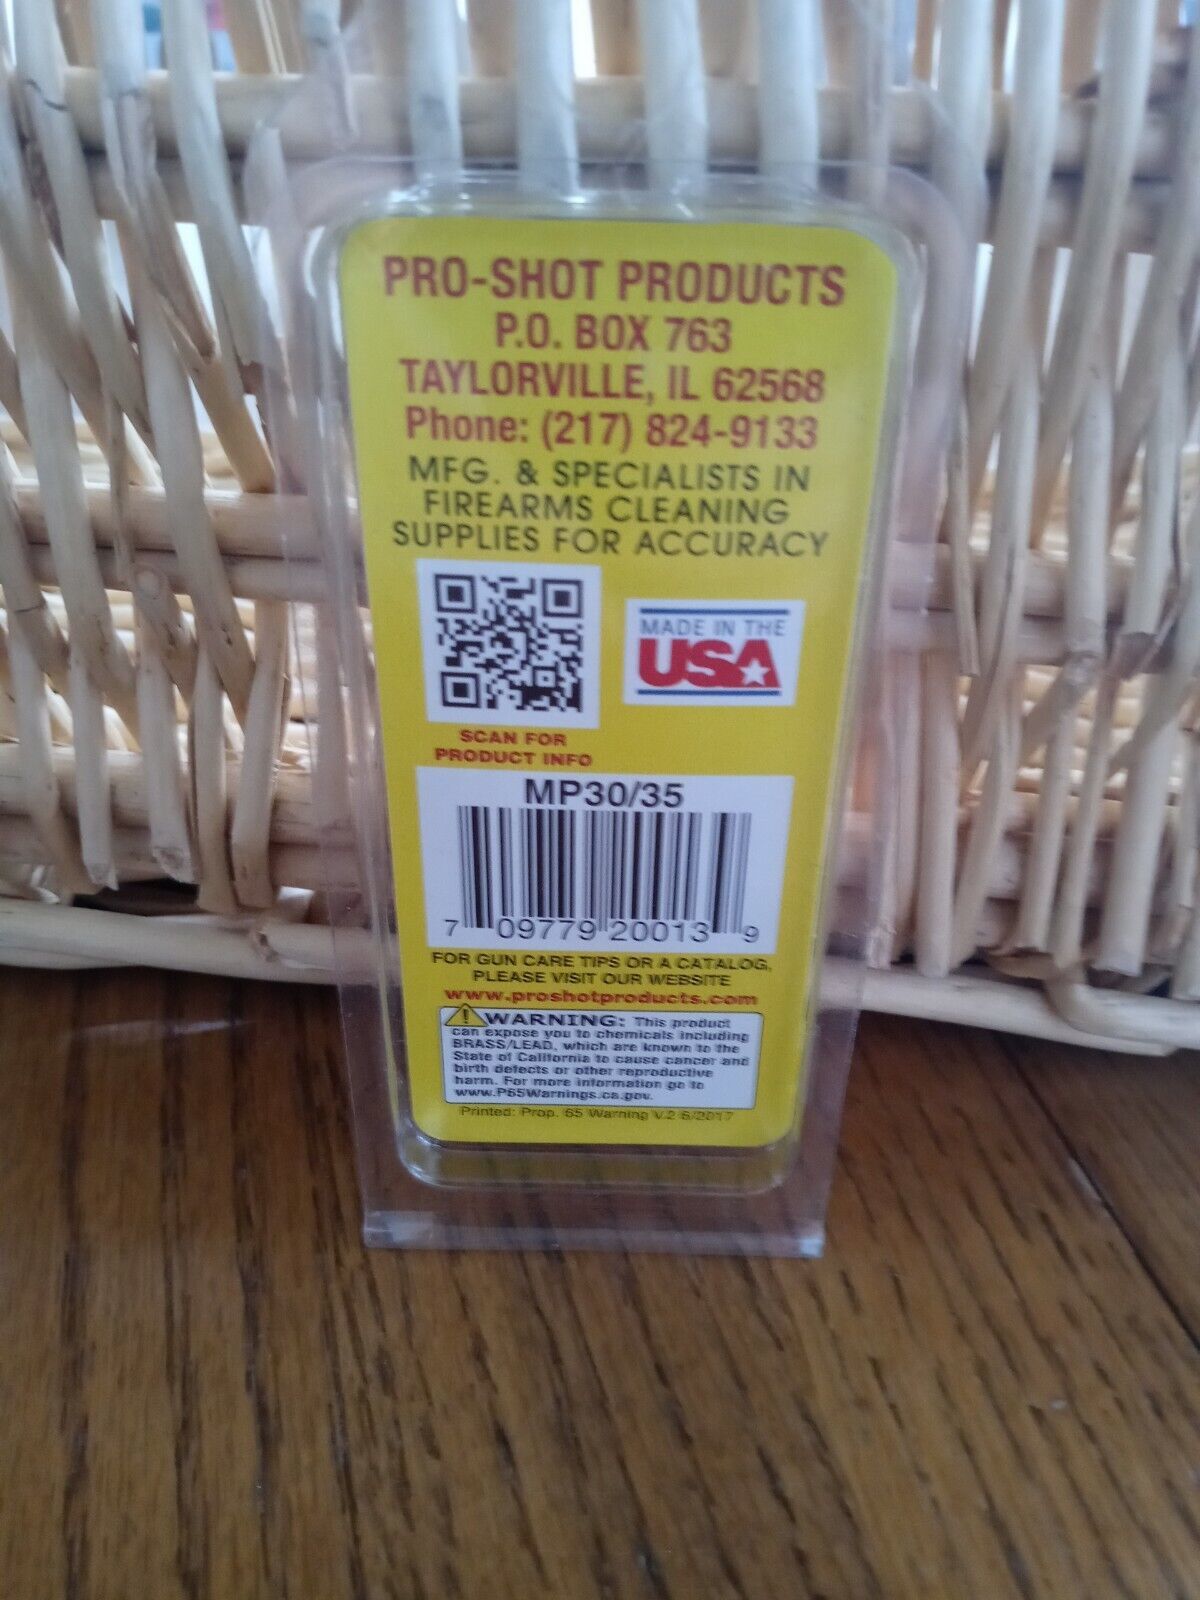 PRO-SHOT PRODUCTS
P.O. BOX 763
TAYLORVILLE, IL 62568
Phone: (217) 824-9133
MFG. & SPECIALISTS IN
FIREARMS CLEANING
SUPPLIES FOR ACCURACY
MADE IN THE
USA
SCAN FOR
PRODUCT INFO
MP30/35
7 09779 20013 9
FOR GUN CARE TIPS OR A CATALOG,
PLEASE VISIT OUR WEBSITE
www.proshotproducts.com
WARNING: This product
can expose you to chemicals including
BRASS/LEAD, which are known to the
State of California to cause cancer and
birth defects or other reproductive
harm. For more information go to
www.P65Warnings.ca.gov.
Printed: Prop. 65 Warning V.2 6/2017